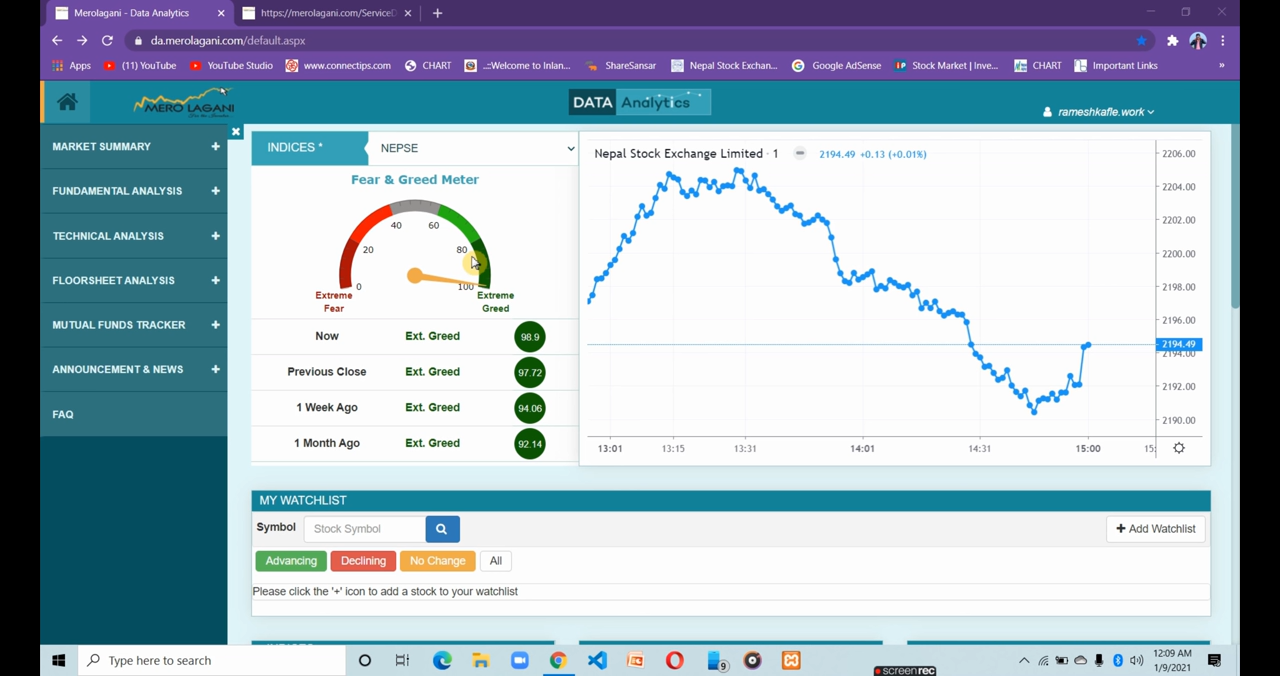 Merolagani - Data Analytics
https://merolagani.com/ServiceD
da.merolagani.com/default.aspx
Apps
(11) YouTube
YouTube Studio
www.connectips.com
CHART
..::Welcome to Inlan...
ShareSansar
Nepal Stock Exchan...
Google AdSense
Stock Market | Inve...
CHART
Important Links
»
MERO LAGANI
DATA Analytics
rameshkafle.work
MARKET SUMMARY +
FUNDAMENTAL ANALYSIS +
TECHNICAL ANALYSIS +
FLOORSHEET ANALYSIS +
MUTUAL FUNDS TRACKER +
ANNOUNCEMENT & NEWS +
FAQ
INDICES *
NEPSE
Fear & Greed Meter
0
20
40
60
80
100
Extreme
Fear
Extreme
Greed
Now Ext. Greed 98.9
Previous Close Ext. Greed 97.72
1 Week Ago Ext. Greed 94.06
1 Month Ago Ext. Greed 92.14
Nepal Stock Exchange Limited · 1 2194.49 +0.13 (+0.01%)
2206.00
2204.00
2202.00
2200.00
2198.00
2196.00
2194.49
2194.00
2192.00
2190.00
13:01 13:15 13:31 14:01 14:31 15:00 15:
MY WATCHLIST
Symbol
Stock Symbol
+ Add Watchlist
Advancing
Declining
No Change
All
Please click the '+' icon to add a stock to your watchlist
Type here to search
9
12:09 AM
1/9/2021
screenrec